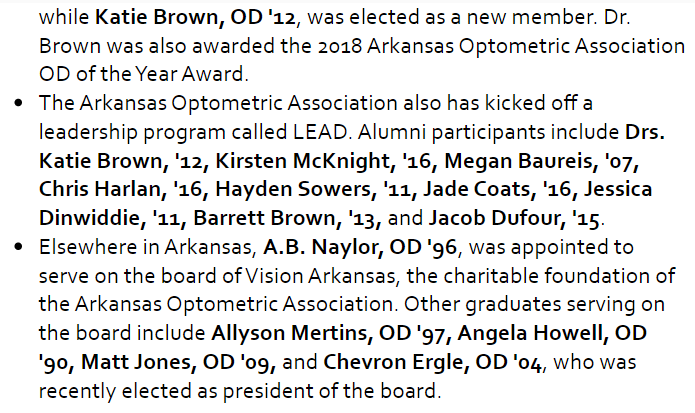 while Katie Brown, OD '12, was elected as a new member. Dr.
Brown was also awarded the 2018 Arkansas Optometric Association
OD of the Year Award.
• The Arkansas Optometric Association also has kicked off a
leadership program called LEAD. Alumni participants include Drs.
Katie Brown, '12, Kirsten McKnight, '16, Megan Baureis, '07,
Chris Harlan, '16, Hayden Sowers, '11, Jade Coats, '16, Jessica
Dinwiddie, '11, Barrett Brown, '13, and Jacob Dufour, '15.
• Elsewhere in Arkansas, A.B. Naylor, OD '96, was appointed to
serve on the board of Vision Arkansas, the charitable foundation of
the Arkansas Optometric Association. Other graduates serving on
the board include Allyson Mertins, OD '97, Angela Howell, OD
'90, Matt Jones, OD '09, and Chevron Ergle, OD '04, who was
recently elected as president of the board.